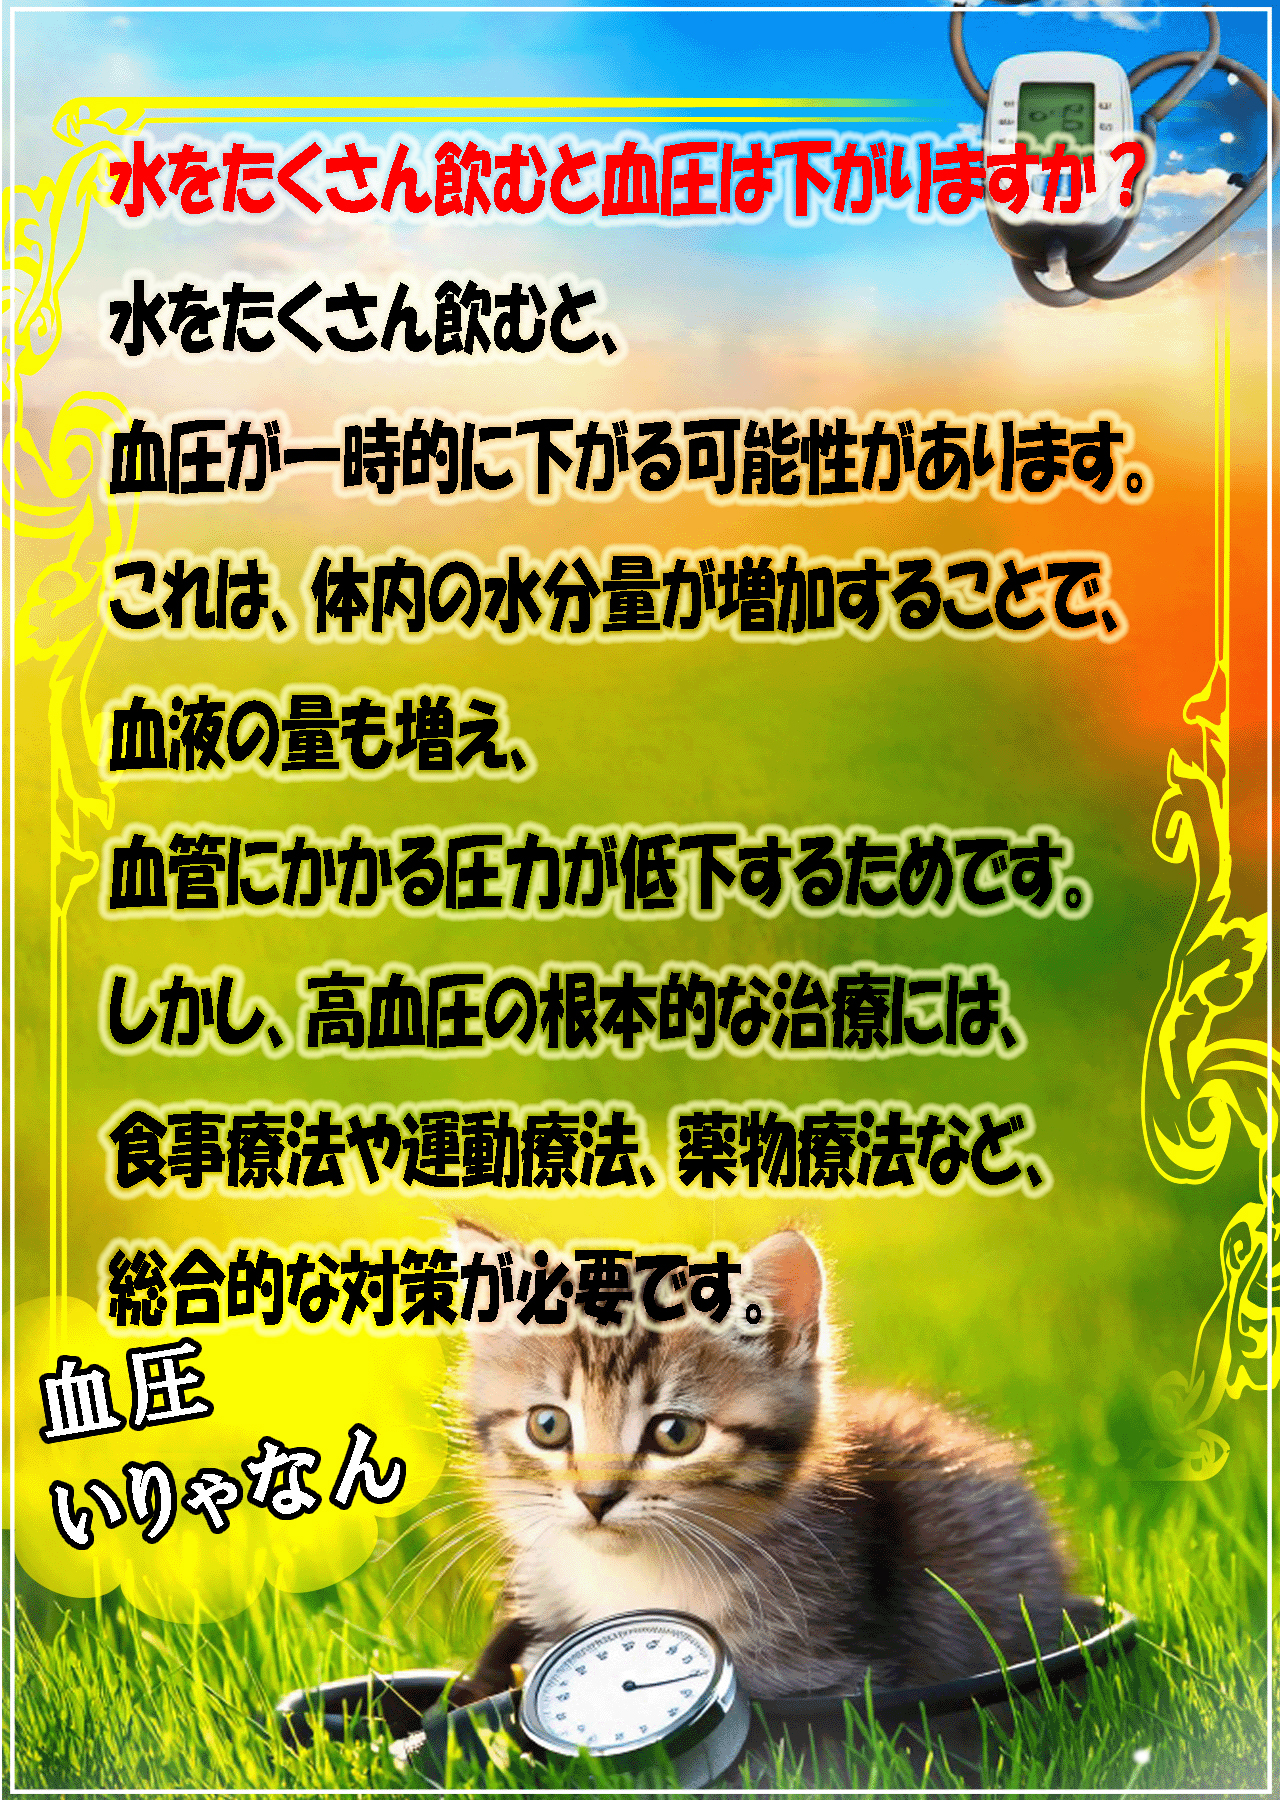 水をたくさん飲むと血圧は下がりますか？
水をたくさん飲むと、
血圧が一時的に下がる可能性があります。
これは、体内の水分量が増加することで、
血液の量も増え、
血管にかかる圧力が低下するためです。
しかし、高血圧の根本的な治療には、
食事療法や運動療法、薬物療法など、
総合的な対策が必要です。
血圧
いりゃなん